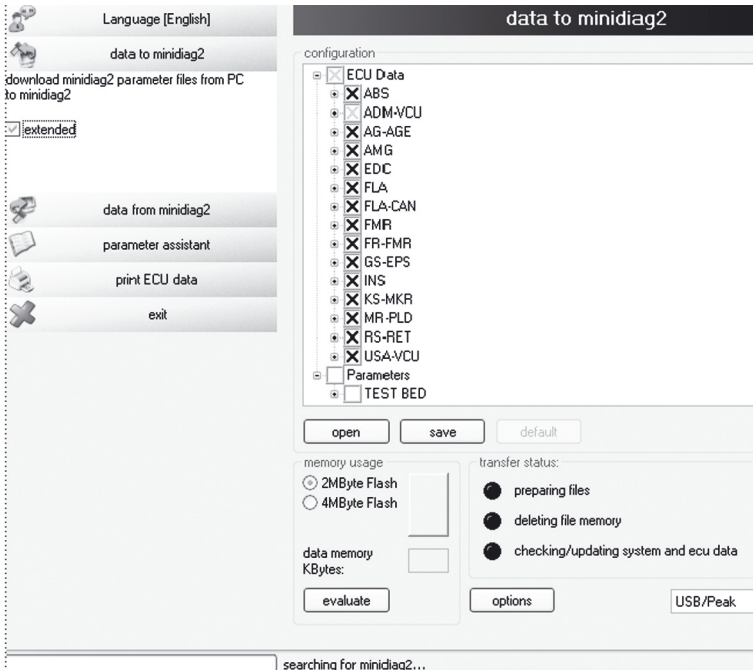 Language [English]
data to minidiag2
download minidiag2 parameter files from PC
to minidiag2
extended
data from minidiag2
parameter assistant
print ECU data
exit
data to minidiag2
configuration
ECU Data
ABS
ADM-VCU
AG-AGE
AMG
EDC
FLA
FLA-CAN
FMR
FR-FMR
GS-EPS
INS
KS-MKR
MR-PLD
RS-RET
USA-VCU
Parameters
TEST BED
open
save
default
memory usage
2MByte Flash
4MByte Flash
data memory
KBytes:
evaluate
transfer status:
preparing files
deleting file memory
checking/updating system and ecu data
options
USB/Peak
searching for minidiag2...